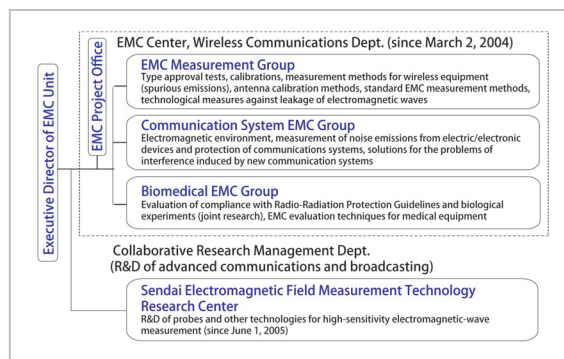 EMC Center, Wireless Communications Dept. (since March 2, 2004)
Executive Director of EMC Unit
EMC Project Office
EMC Measurement Group
Type approval tests, calibrations, measurement methods for wireless equipment
(spurious emissions), antenna calibration methods, standard EMC measurement methods,
technological measures against leakage of electromagnetic waves
Communication System EMC Group
Electromagnetic environment, measurement of noise emissions from electric/electronic
devices and protection of communications systems, solutions for the problems of
interference induced by new communication systems
Biomedical EMC Group
Evaluation of compliance with Radio-Radiation Protection Guidelines and biological
experiments (joint research), EMC evaluation techniques for medical equipment
Collaborative Research Management Dept.
(R&D of advanced communications and broadcasting)
Sendai Electromagnetic Field Measurement Technology
Research Center
R&D of probes and other technologies for high-sensitivity electromagnetic-wave
measurement (since June 1, 2005)